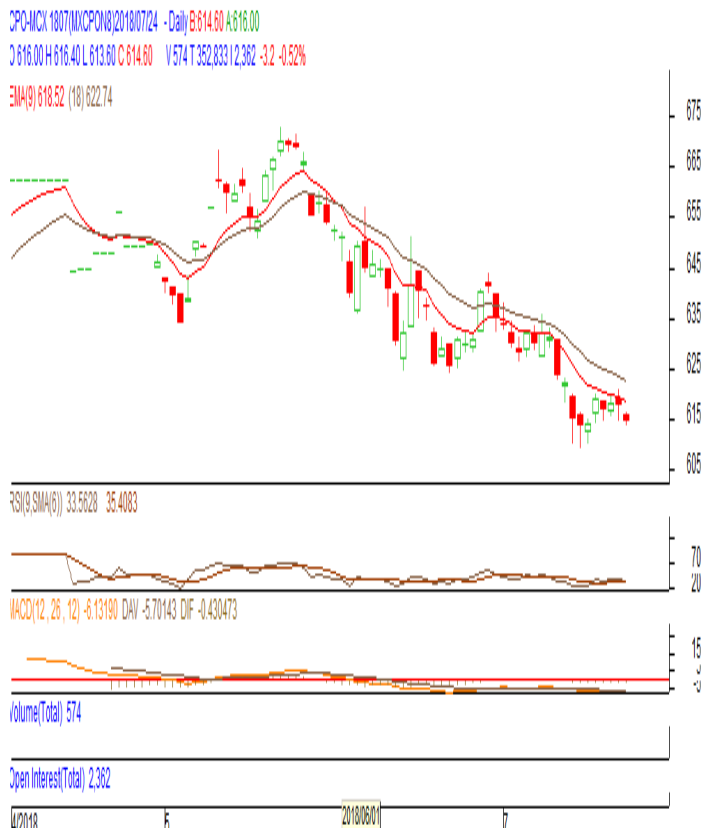 CPO-MCX 1807(MXCPON8)2018/07/24 - Daily B:614.60 A:616.00
O 616.00 H 616.40 L 613.60 C 614.60 V 574 T 352,833 I 2,362 -3.2 -0.52%
EMA(9) 618.52 (18) 622.74
675
665
655
645
635
625
615
605
RSI(9,SMA(6)) 33.5628 35.4083
70
20
MACD(12 , 26 , 12) -6.13190 DAV -5.70143 DIF -0.430473
15
Volume(Total) 574
Open Interest(Total) 2,362
4/2018 5 2018/06/01 7